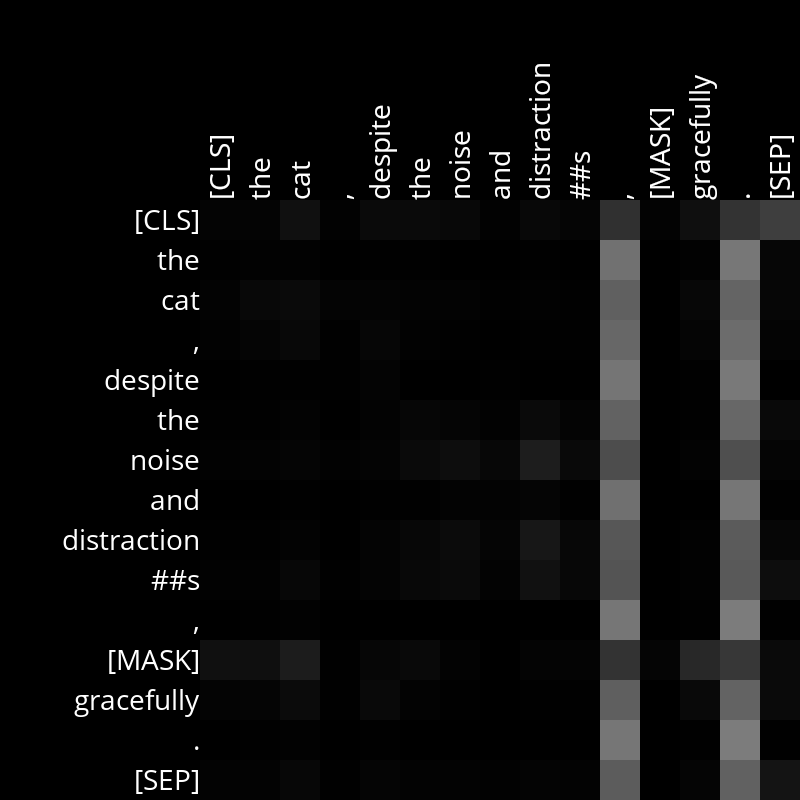 [CLS] the cat , despite the noise and distraction ##s , [MASK] gracefully . [SEP]
[CLS]
the
cat
,
despite
the
noise
and
distraction
##s
,
[MASK]
gracefully
.
[SEP]